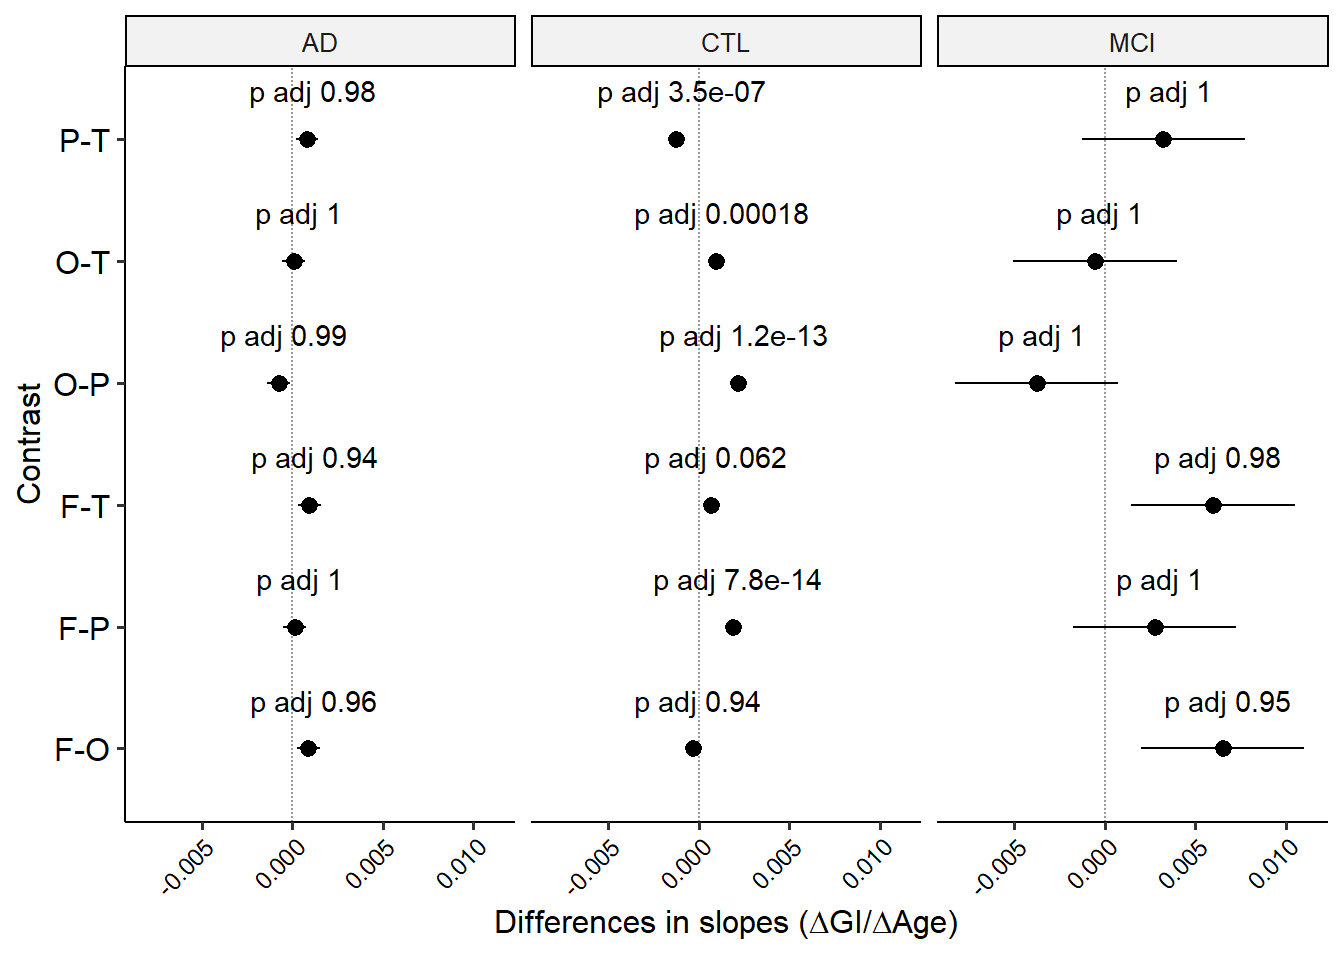 AD CTL MCI
P-T p adj 0.98 p adj 3.5e-07 p adj 1
O-T p adj 1 p adj 0.00018 p adj 1
O-P p adj 0.99 p adj 1.2e-13 p adj 1
F-T p adj 0.94 p adj 0.062 p adj 0.98
F-P p adj 1 p adj 7.8e-14 p adj 1
F-O p adj 0.96 p adj 0.94 p adj 0.95
Contrast
-0.005 0.000 0.005 0.010 -0.005 0.000 0.005 0.010 -0.005 0.000 0.005 0.010
Differences in slopes (ΔGI/ΔAge)